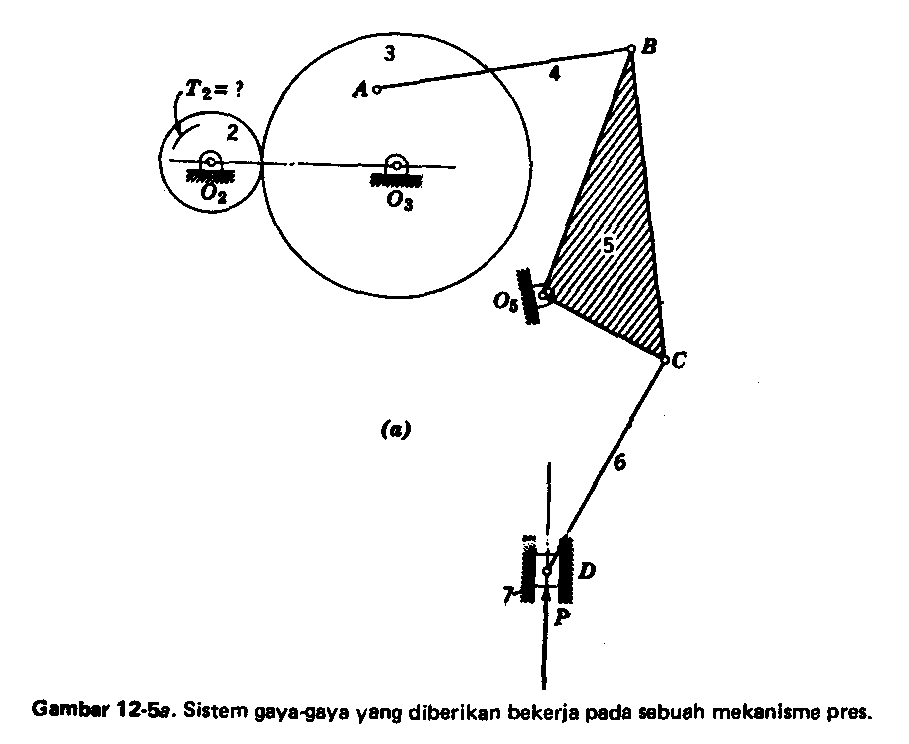 3
B
4
A
T₂= ?
2
O₂
O₃
5
O₅
C
(a)
6
D
7
P
Gambar 12-5a. Sistem gaya-gaya yang diberikan bekerja pada sebuah mekanisme pres.